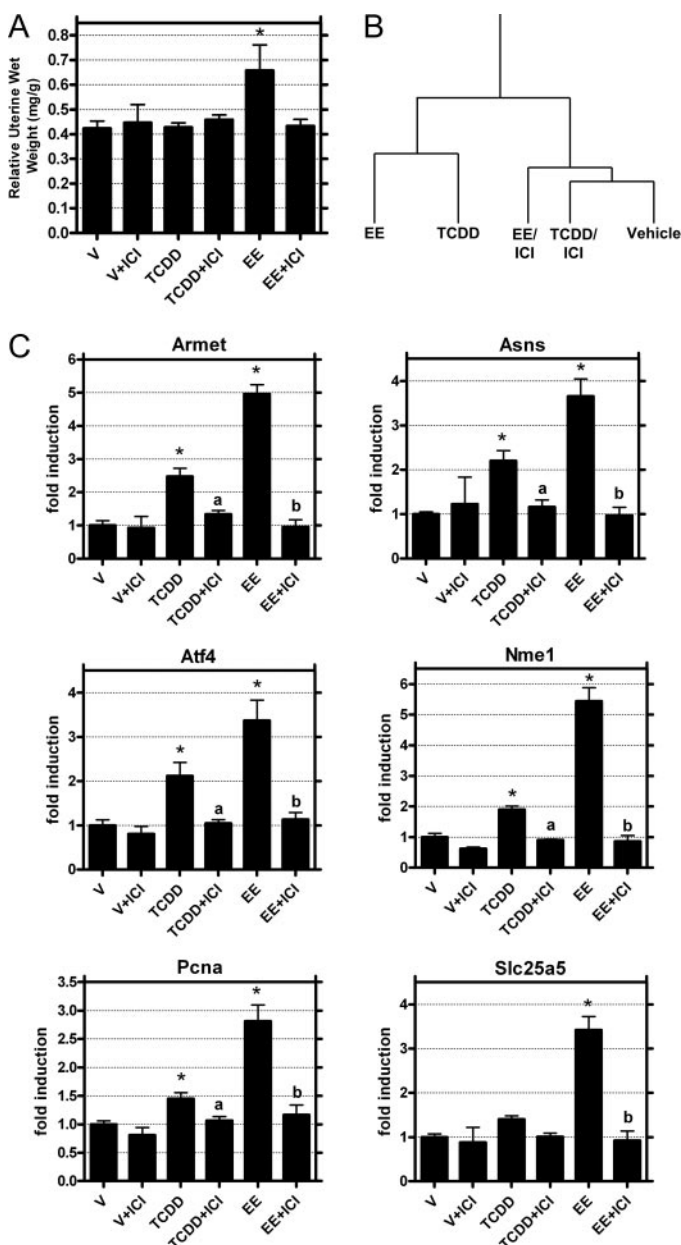 A
B
Relative Uterine Wet
Weight (mg/g)
0.8
0.7
0.6
0.5
0.4
0.3
0.2
0.1
0.0
*
V
V+ICI
TCDD
TCDD+ICI
EE
EE+ICI
EE
TCDD
EE/
ICI
TCDD/
ICI
Vehicle
C
Armet
fold induction
6
5
4
3
2
1
0
*
a
*
b
V
V+ICI
TCDD
TCDD+ICI
EE
EE+ICI
Asns
fold induction
4
3
2
1
0
*
a
*
b
V
V+ICI
TCDD
TCDD+ICI
EE
EE+ICI
Atf4
fold induction
4
3
2
1
0
*
a
*
b
V
V+ICI
TCDD
TCDD+ICI
EE
EE+ICI
Nme1
fold induction
6
5
4
3
2
1
0
*
a
*
b
V
V+ICI
TCDD
TCDD+ICI
EE
EE+ICI
Pcna
fold induction
3.5
3.0
2.5
2.0
1.5
1.0
0.5
0.0
*
a
*
b
V
V+ICI
TCDD
TCDD+ICI
EE
EE+ICI
Slc25a5
fold induction
4
3
2
1
0
*
b
V
V+ICI
TCDD
TCDD+ICI
EE
EE+ICI